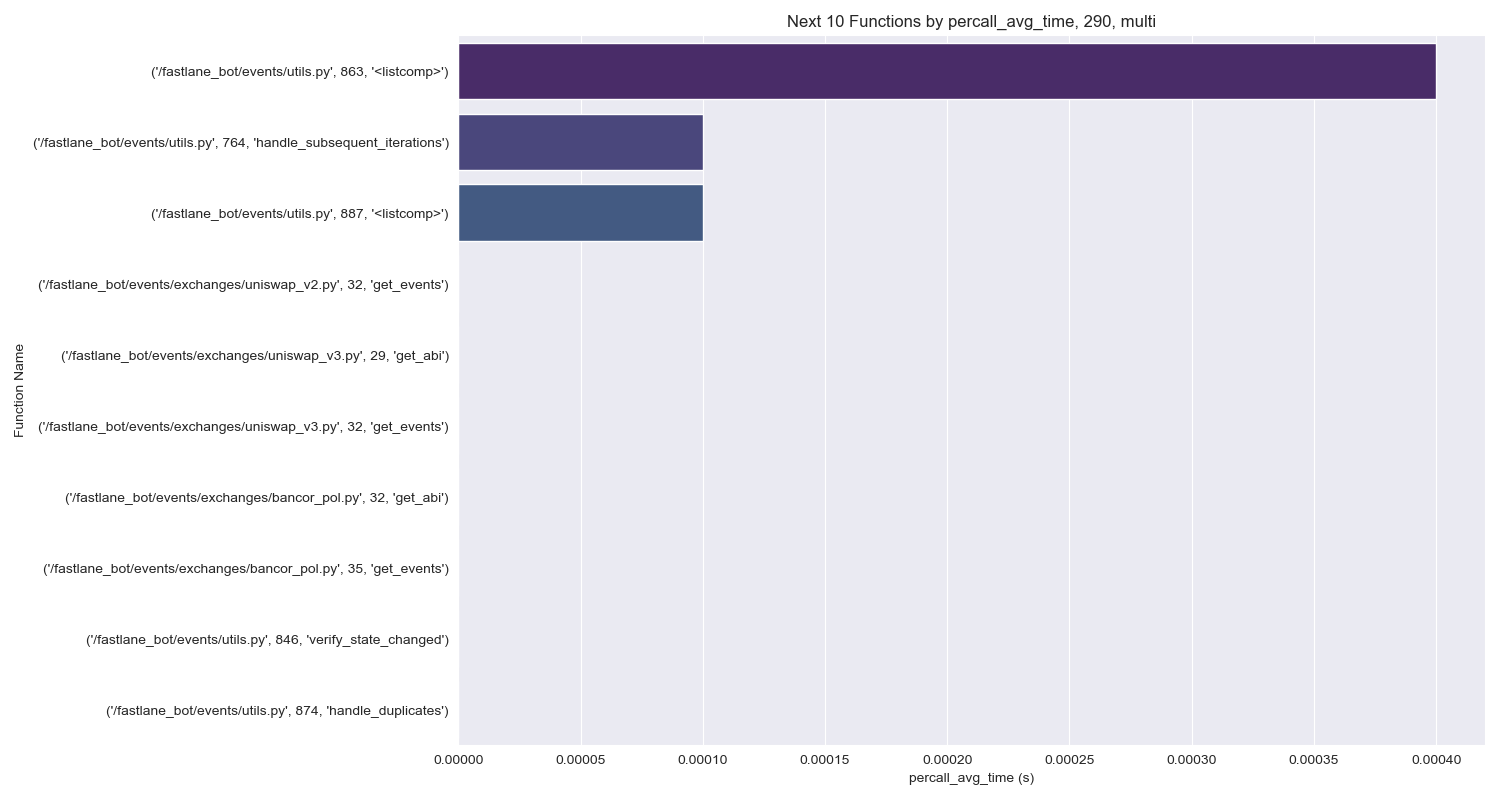 Next 10 Functions by percall_avg_time, 290, multi
('/fastlane_bot/events/utils.py', 863, '<listcomp>')
('/fastlane_bot/events/utils.py', 764, 'handle_subsequent_iterations')
('/fastlane_bot/events/utils.py', 887, '<listcomp>')
('/fastlane_bot/events/exchanges/uniswap_v2.py', 32, 'get_events')
('/fastlane_bot/events/exchanges/uniswap_v3.py', 29, 'get_abi')
('/fastlane_bot/events/exchanges/uniswap_v3.py', 32, 'get_events')
('/fastlane_bot/events/exchanges/bancor_pol.py', 32, 'get_abi')
('/fastlane_bot/events/exchanges/bancor_pol.py', 35, 'get_events')
('/fastlane_bot/events/utils.py', 846, 'verify_state_changed')
('/fastlane_bot/events/utils.py', 874, 'handle_duplicates')
Function Name
0.00000 0.00005 0.00010 0.00015 0.00020 0.00025 0.00030 0.00035 0.00040
percall_avg_time (s)